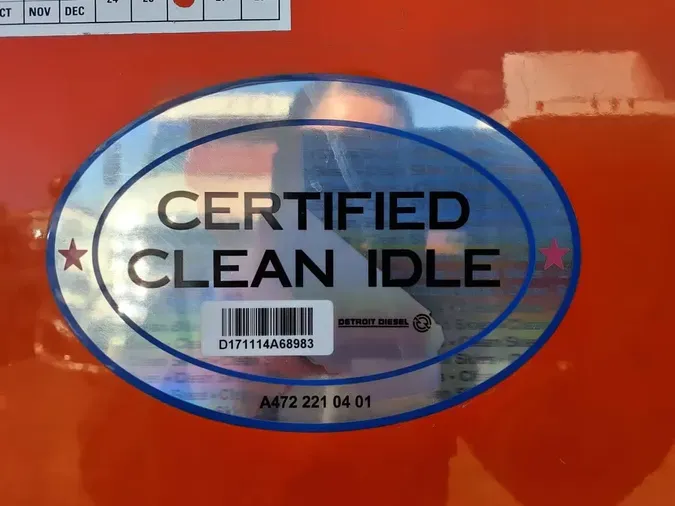 CT NOV DEC
CERTIFIED
CLEAN IDLE
D171114A68983
DETROIT DIESEL
A472 221 04 01